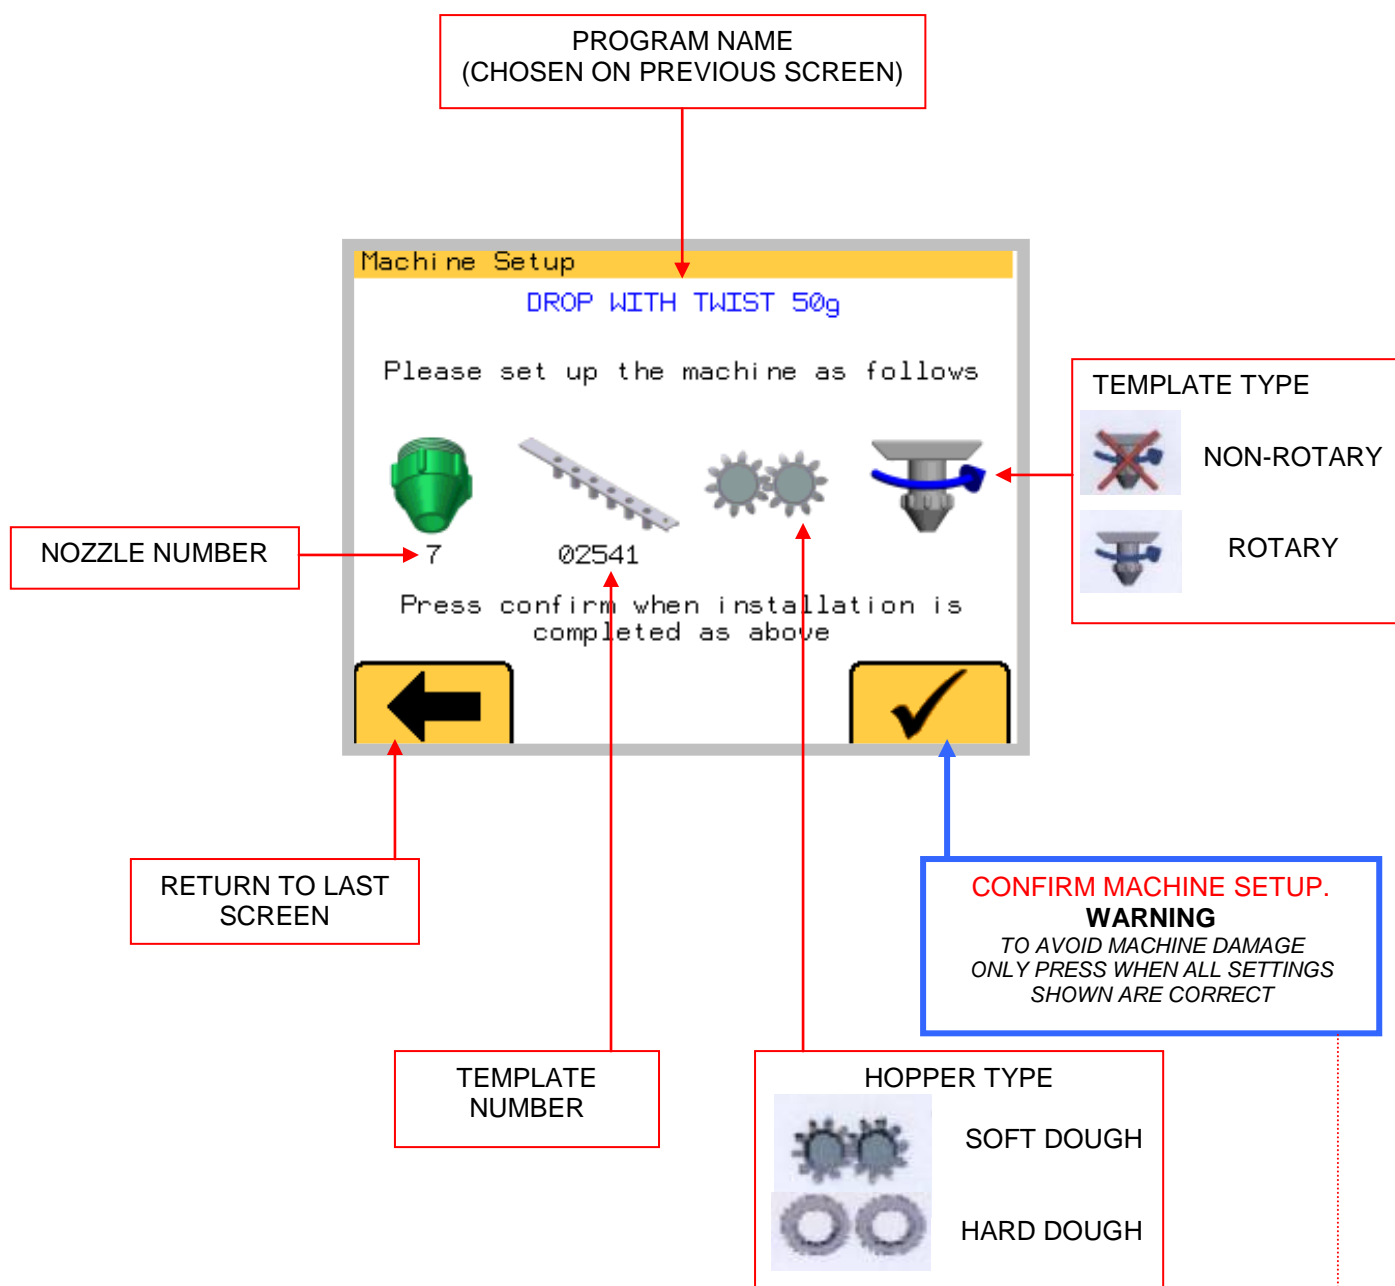 PROGRAM NAME
(CHOSEN ON PREVIOUS SCREEN)
Machine Setup
DROP WITH TWIST 50g
Please set up the machine as follows
TEMPLATE TYPE
NON-ROTARY
ROTARY
NOZZLE NUMBER
7
02541
Press confirm when installation is
completed as above
RETURN TO LAST
SCREEN
CONFIRM MACHINE SETUP.
WARNING
TO AVOID MACHINE DAMAGE
ONLY PRESS WHEN ALL SETTINGS
SHOWN ARE CORRECT
TEMPLATE
NUMBER
HOPPER TYPE
SOFT DOUGH
HARD DOUGH